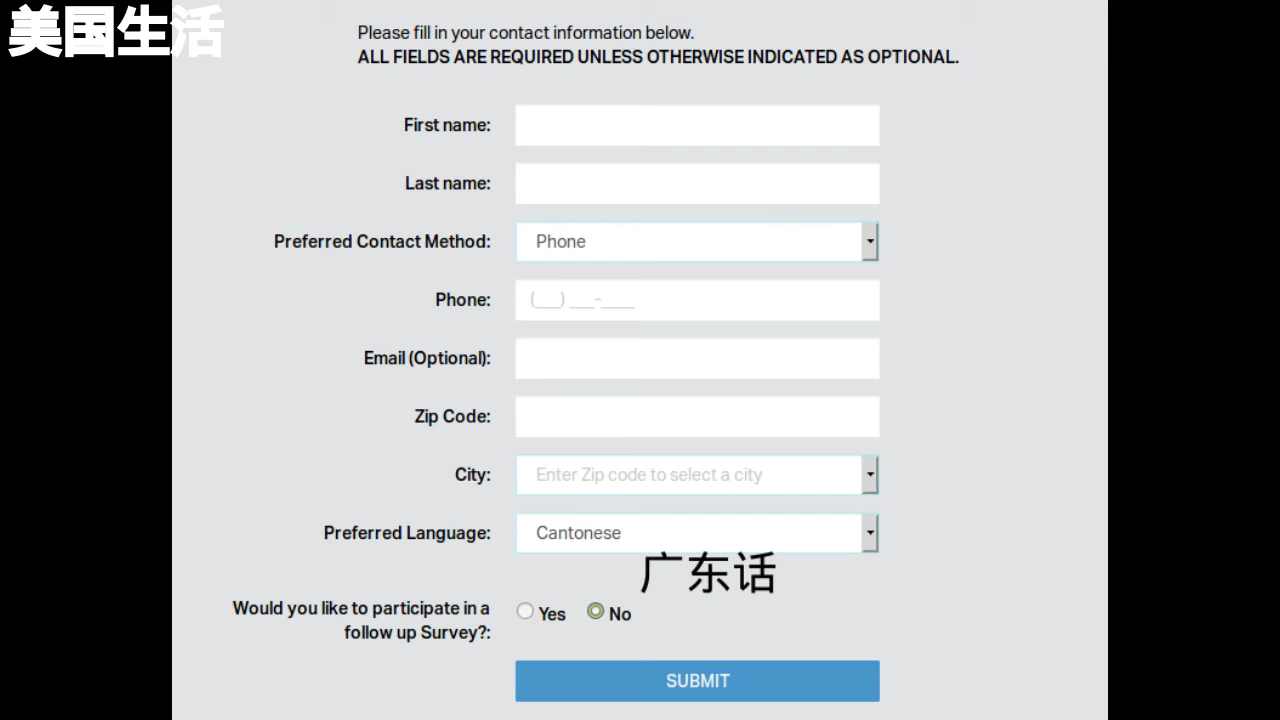 美国生活
Please fill in your contact information below.
ALL FIELDS ARE REQUIRED UNLESS OTHERWISE INDICATED AS OPTIONAL.
First name:
Last name:
Preferred Contact Method: Phone
Phone: (___) ___-____
Email (Optional):
Zip Code:
City: Enter Zip code to select a city
Preferred Language: Cantonese
广东话
Would you like to participate in a
follow up Survey?: Yes No
SUBMIT